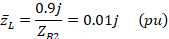 z̄_L = 0.9j / Z_B2 = 0.01j (pu)